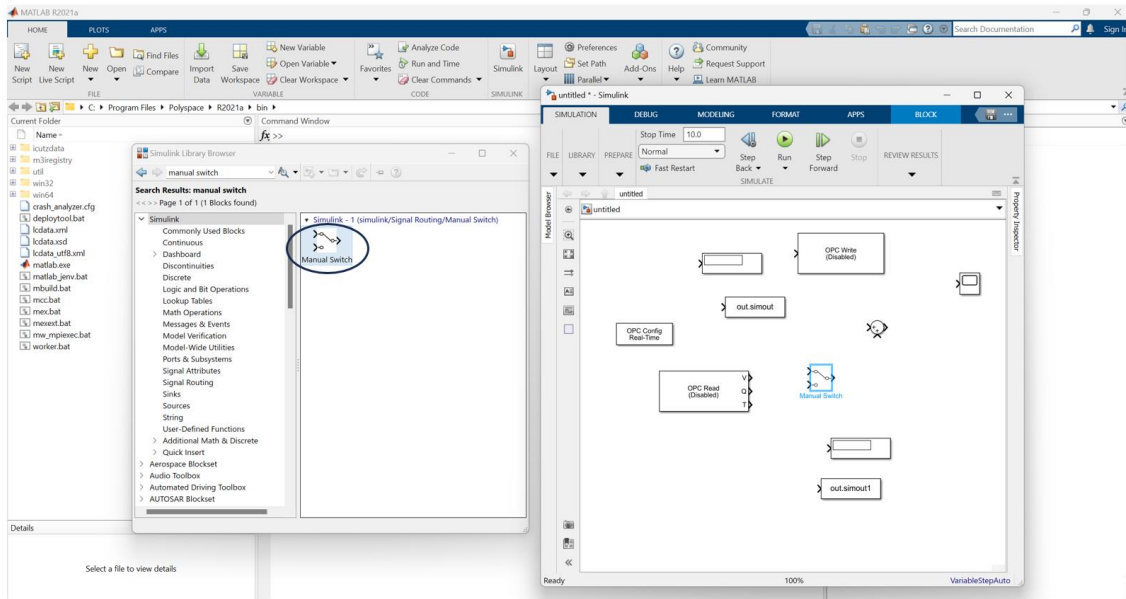 MATLAB R2021a
HOME PLOTS APPS
Search Documentation
Sign In
New Script
New Live Script
New
Open
Find Files
Compare
Import Data
Save Workspace
New Variable
Open Variable
Clear Workspace
Favorites
Analyze Code
Run and Time
Clear Commands
Simulink
Layout
Preferences
Set Path
Parallel
Add-Ons
Help
Community
Request Support
Learn MATLAB
FILE VARIABLE CODE SIMULINK
C: Program Files Polyspace R2021a bin
Current Folder
Name
icutzdata
m3iregistry
util
win32
win64
crash_analyzer.cfg
deploytool.bat
lcdata.xml
lcdata.xsd
lcdata_utf8.xml
matlab.exe
matlab_jenv.bat
mbuild.bat
mcc.bat
mex.bat
mexext.bat
mw_mpiexec.bat
worker.bat
Details
Select a file to view details
Command Window
fx >>
Simulink Library Browser
manual switch
Search Results: manual switch
<< >> Page 1 of 1 (1 Blocks found)
Simulink
Commonly Used Blocks
Continuous
Dashboard
Discontinuities
Discrete
Logic and Bit Operations
Lookup Tables
Math Operations
Messages & Events
Model Verification
Model-Wide Utilities
Ports & Subsystems
Signal Attributes
Signal Routing
Sinks
Sources
String
User-Defined Functions
Additional Math & Discrete
Quick Insert
Aerospace Blockset
Audio Toolbox
Automated Driving Toolbox
AUTOSAR Blockset
Simulink - 1 (simulink/Signal Routing/Manual Switch)
Manual Switch
untitled * - Simulink
SIMULATION DEBUG MODELING FORMAT APPS BLOCK
FILE
LIBRARY
PREPARE
Stop Time 10.0
Normal
Fast Restart
Step Back
Run
Step Forward
Stop
REVIEW RESULTS
SIMULATE
untitled
Model Browser
untitled
Property Inspector
OPC Write
(Disabled)
out.simout
OPC Config
Real-Time
OPC Read
(Disabled)
V
Q
T
Manual Switch
out.simout1
Ready 100% VariableStepAuto